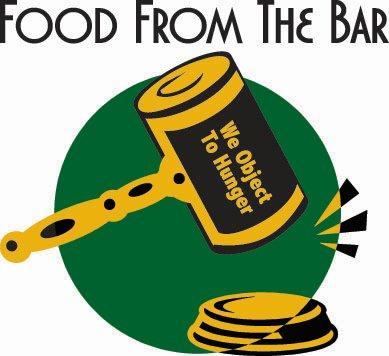 FOOD FROM THE BAR
We Object
To Hunger